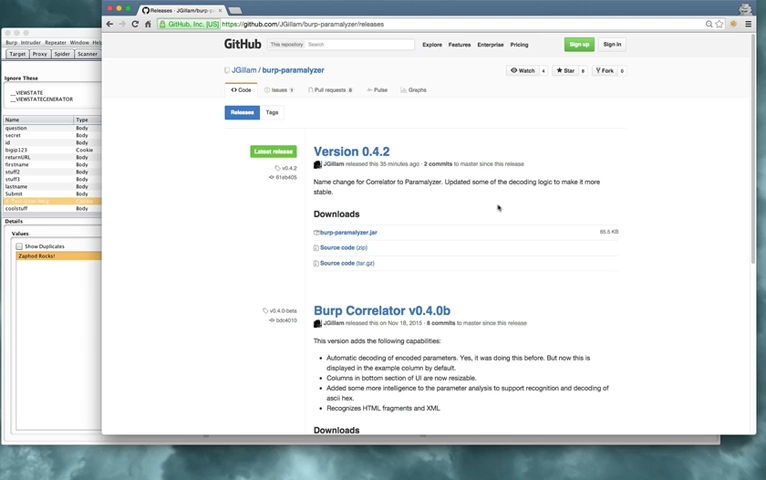 Releases · JGillam/burp-p
GitHub, Inc. [US] https://github.com/JGillam/burp-paramalyzer/releases
GitHub This repository Search Explore Features Enterprise Pricing Sign up Sign in
JGillam / burp-paramalyzer Watch 4 Star 8 Fork 0
Code Issues 1 Pull requests 0 Pulse Graphs
Releases Tags
Latest release
v0.4.2
Version 0.4.2
JGillam released this 35 minutes ago · 2 commits to master since this release
Name change for Correlator to Paramalyzer. Updated some of the decoding logic to make it more
stable.
Downloads
burp-paramalyzer.jar 65.5 KB
Source code (zip)
Source code (tar.gz)
v0.4.0-beta
bdc4010
Burp Correlator v0.4.0b
JGillam released this on Nov 18, 2015 · 8 commits to master since this release
This version adds the following capabilities:
Automatic decoding of encoded parameters. Yes, it was doing this before. But now this is
displayed in the example column by default.
Columns in bottom section of UI are now resizable.
Added some more intelligence to the parameter analysis to support recognition and decoding of
ascii hex.
Recognizes HTML fragments and XML
Downloads
Burp Intruder Repeater Window Help
Target Proxy Spider Scanner
Ignore These
__VIEWSTATE
__VIEWSTATEGENERATOR
Name Type
question Body
secret Body
id Body
bigip123 Cookie
returnURL Body
firstname Body
stuff2 Body
stuff3 Body
lastname Body
Submit Body
Cookie
coolstuff Body
Details
Values
Show Duplicates
Zaphod Rocks!